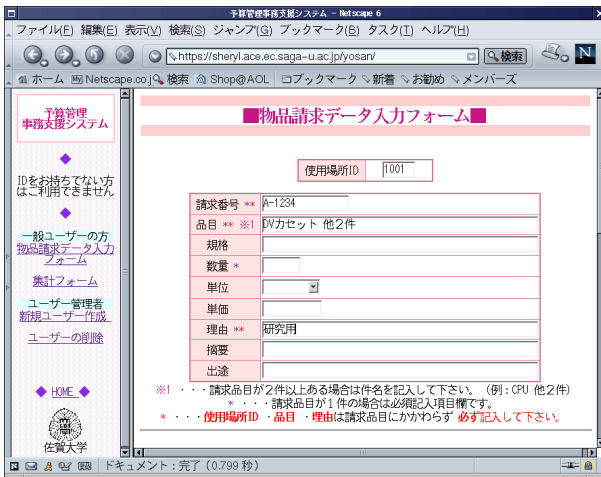 予算管理事務支援システム - Netscape 6
ファイル(F) 編集(E) 表示(V) 検索(S) ジャンプ(G) ブックマーク(B) タスク(T) ヘルプ(H)
https://sheryl.ace.ec.saga-u.ac.jp/yosan/ 検索 N
ホーム Netscape.co.j 検索 Shop@AOL ブックマーク 新着 お勧め メンバーズ
予算管理
事務支援システム
IDをお持ちでない方
はご利用できません
一般ユーザーの方
物品請求データ入力
フォーム
集計フォーム
ユーザー管理者
新規ユーザー作成
ユーザーの削除
◆ HOME ◆
佐賀大学
■物品請求データ入力フォーム■
使用場所ID 1001
請求番号 ** A-1234
品目 ** ※1 DVカセット 他2件
規格
数量 *
単位
単価
理由 ** 研究用
摘要
出途
※1 ・・・請求品目が2件以上ある場合は件名を記入して下さい。 (例:CPU 他2件)
* ・・・請求品目が1件の場合は必須記入項目欄です。
* ・・・使用場所ID ・品目 ・理由は請求品目にかかわらず 必ず記入して下さい。
ドキュメント:完了 (0.799 秒)